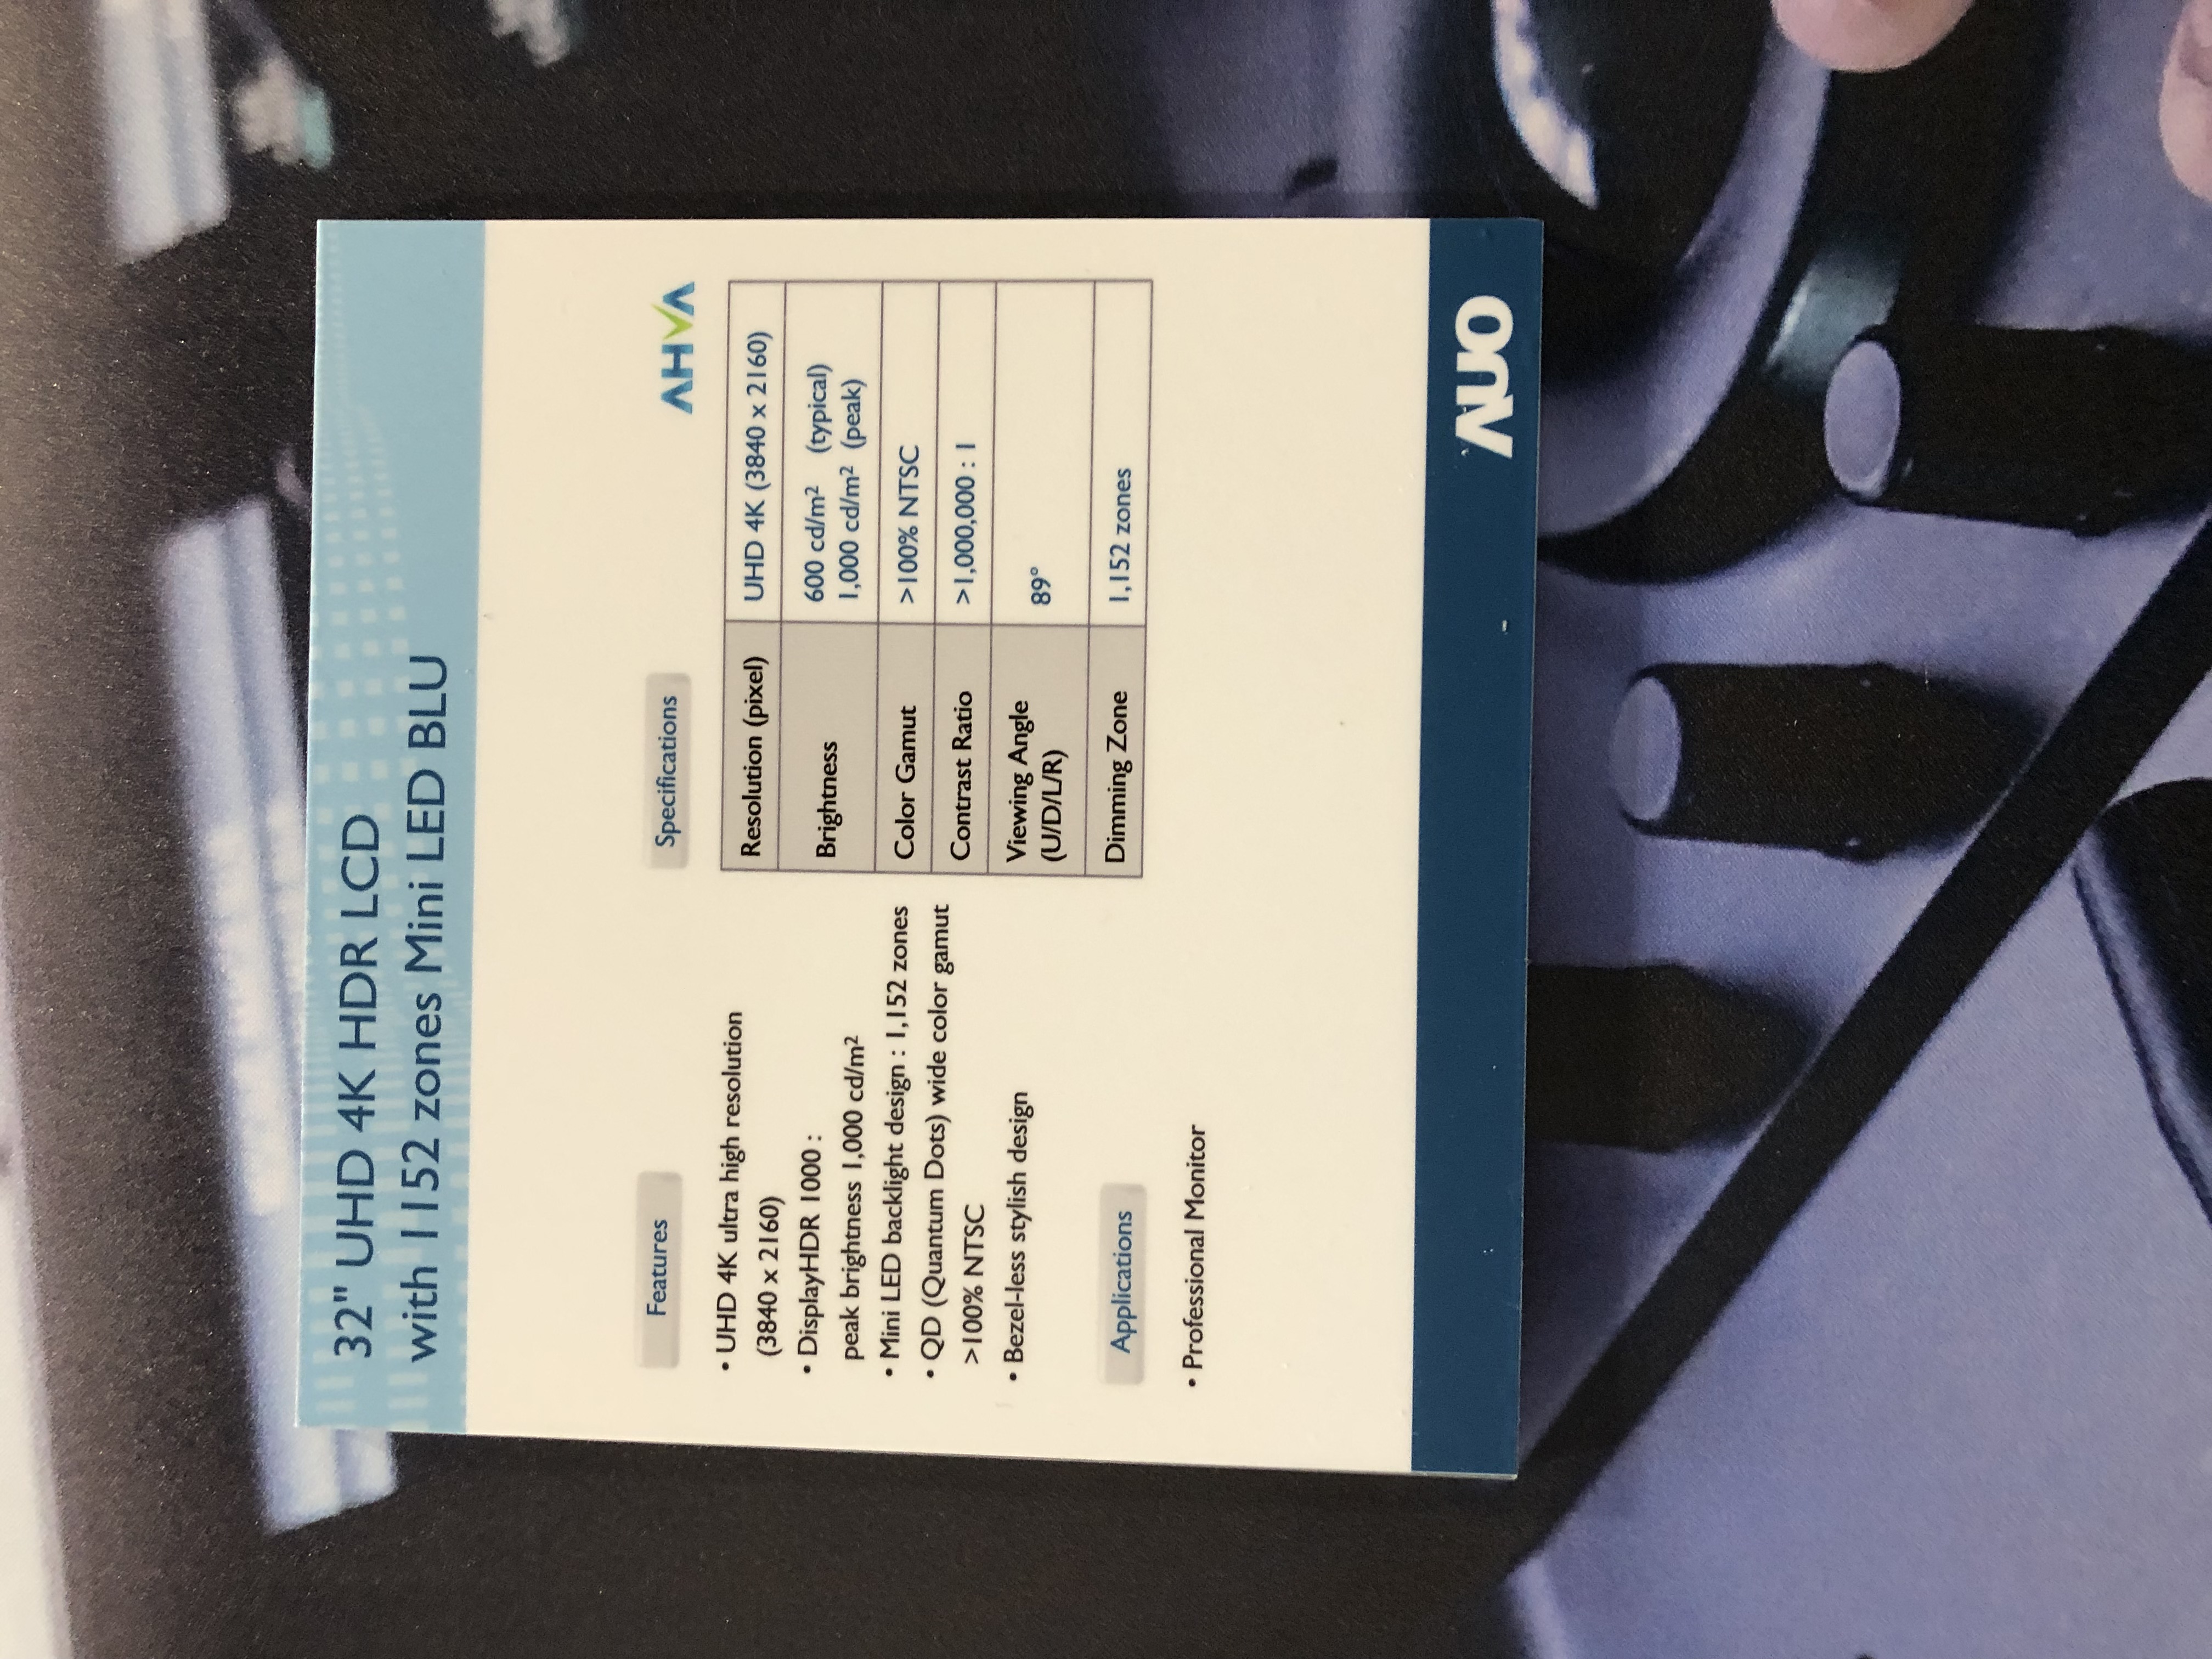 32" UHD 4K HDR LCD
with 1152 zones Mini LED BLU
Features
• UHD 4K ultra high resolution
(3840 x 2160)
• DisplayHDR 1000 :
peak brightness 1,000 cd/m²
• Mini LED backlight design : 1,152 zones
• QD (Quantum Dots) wide color gamut
>100% NTSC
• Bezel-less stylish design
Applications
• Professional Monitor
Specifications
AHVA
Resolution (pixel) UHD 4K (3840 x 2160)
Brightness 600 cd/m² (typical)
1,000 cd/m² (peak)
Color Gamut >100% NTSC
Contrast Ratio >1,000,000 : 1
Viewing Angle
(U/D/L/R) 89°
Dimming Zone 1,152 zones
AUO